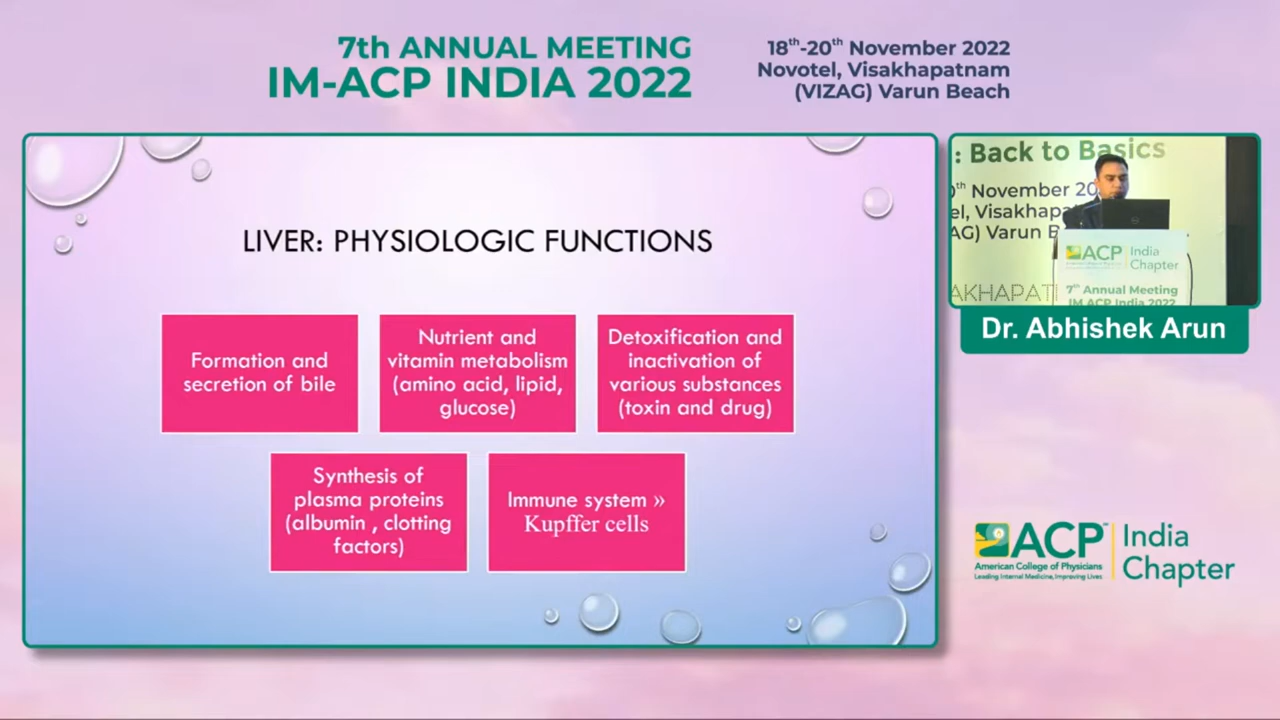 7th ANNUAL MEETING
IM-ACP INDIA 2022
18th-20th November 2022
Novotel, Visakhapatnam
(VIZAG) Varun Beach
LIVER: PHYSIOLOGIC FUNCTIONS
Formation and
secretion of bile
Nutrient and
vitamin metabolism
(amino acid, lipid,
glucose)
Detoxification and
inactivation of
various substances
(toxin and drug)
Synthesis of
plasma proteins
(albumin , clotting
factors)
Immune system »
Kupffer cells
: Back to Basics
November 20
(VIZAG) Varun B
ACP India
Chapter
7th Annual Meeting
IM ACP India 2022
Dr. Abhishek Arun
ACP
American College of Physicians
Leading Internal Medicine, Improving Lives
India
Chapter